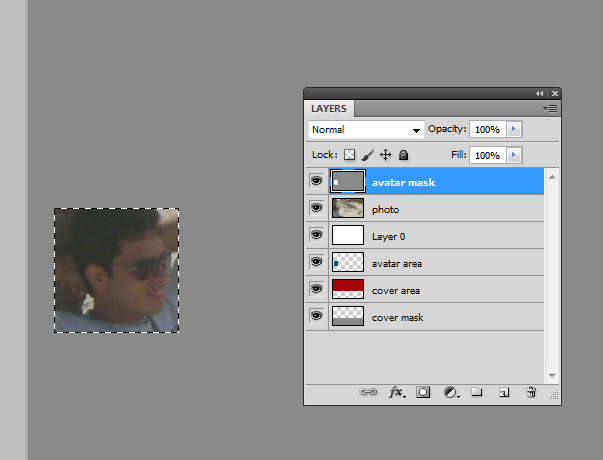 LAYERS
Normal Opacity: 100%
Lock: Fill: 100%
avatar mask
photo
Layer 0
avatar area
cover area
cover mask
fx